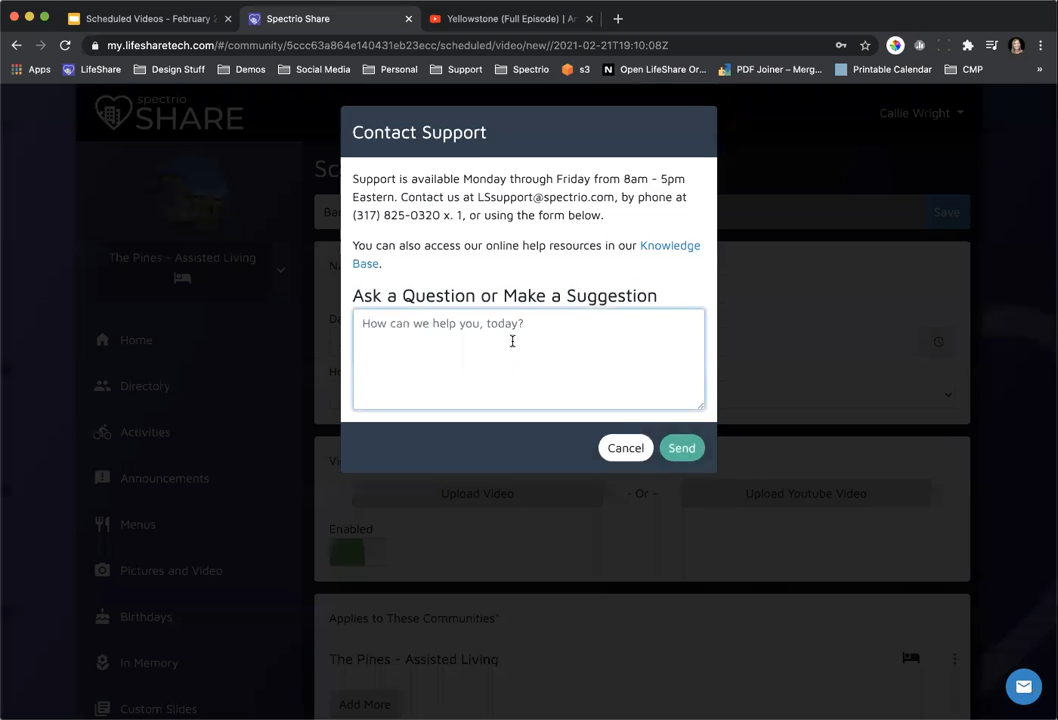 Scheduled Videos - February
Spectrio Share
Yellowstone (Full Episode) | A
my.lifesharetech.com/#/community/5ccc63a864e140431eb23ecc/scheduled/video/new//2021-02-21T19:10:08Z
Apps LifeShare Design Stuff Demos Social Media Personal Support Spectrio s3 Open LifeShare Or... PDF Joiner – Merg... Printable Calendar CMP »
spectrio
SHARE
Callie Wright
Contact Support
Support is available Monday through Friday from 8am - 5pm
Eastern. Contact us at LSsupport@spectrio.com, by phone at
(317) 825-0320 x. 1, or using the form below.
You can also access our online help resources in our Knowledge
Base.
Ask a Question or Make a Suggestion
How can we help you, today?
Cancel Send
Save
The Pines - Assisted Living
Home
Directory
Activities
Announcements
Menus
Pictures and Video
Birthdays
In Memory
Custom Slides
Upload Video - Or - Upload Youtube Video
Enabled
Applies to These Communities*
The Pines - Assisted Living
Add More